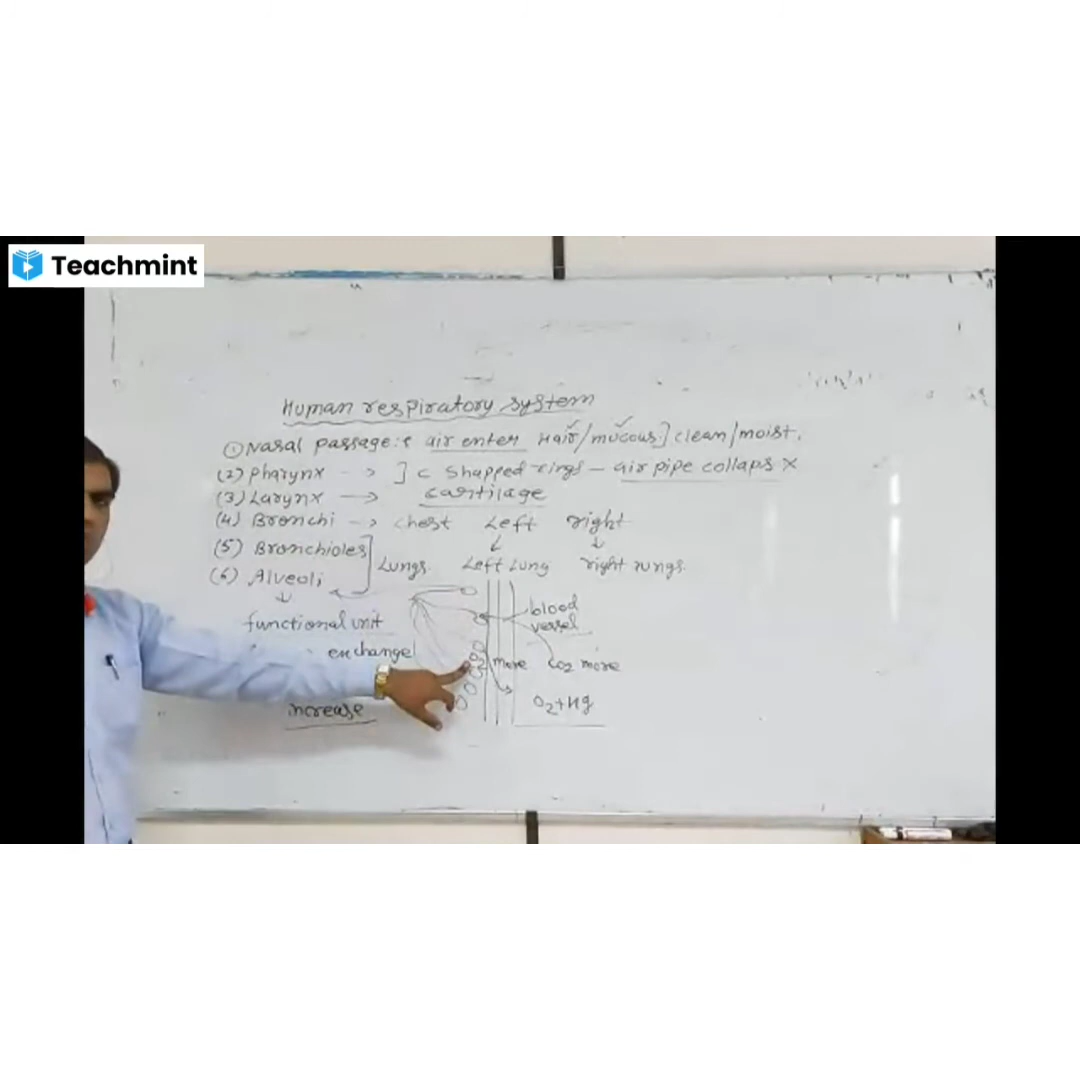 Teachmint
Human respiratory system
① Nasal passage: air enter Hair/mucous] clean/moist.
(2) Pharynx -> ] C shapped rings - air pipe collaps X
(3) Larynx -> cartilage
(4) Bronchi -> chest Left right
(5) Bronchioles] Lungs Left Lung right rungs
(6) Alveoli
functional unit
blood vessel
exchange
O2 more CO2 more
increase
O2+Hg